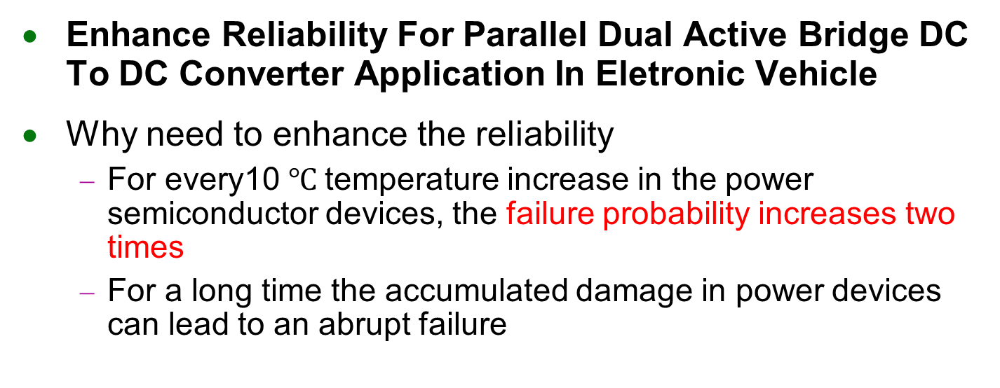 • Enhance Reliability For Parallel Dual Active Bridge DC
To DC Converter Application In Eletronic Vehicle
• Why need to enhance the reliability
– For every10 ℃ temperature increase in the power
semiconductor devices, the failure probability increases two
times
– For a long time the accumulated damage in power devices
can lead to an abrupt failure